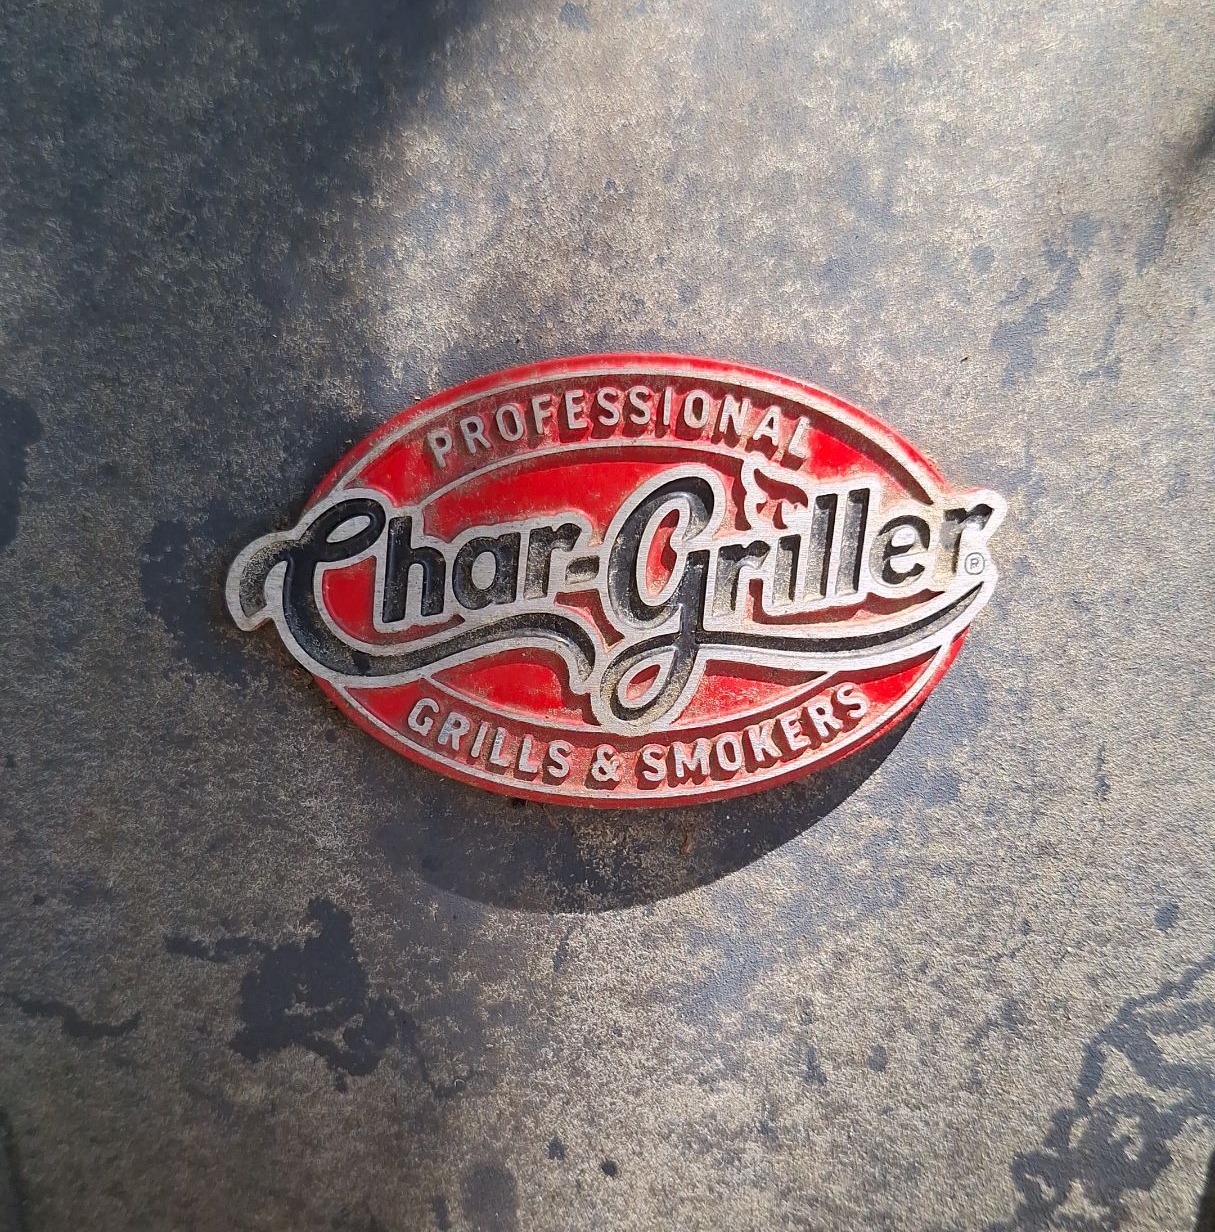 PROFESSIONAL
Char-Griller®
GRILLS & SMOKERS